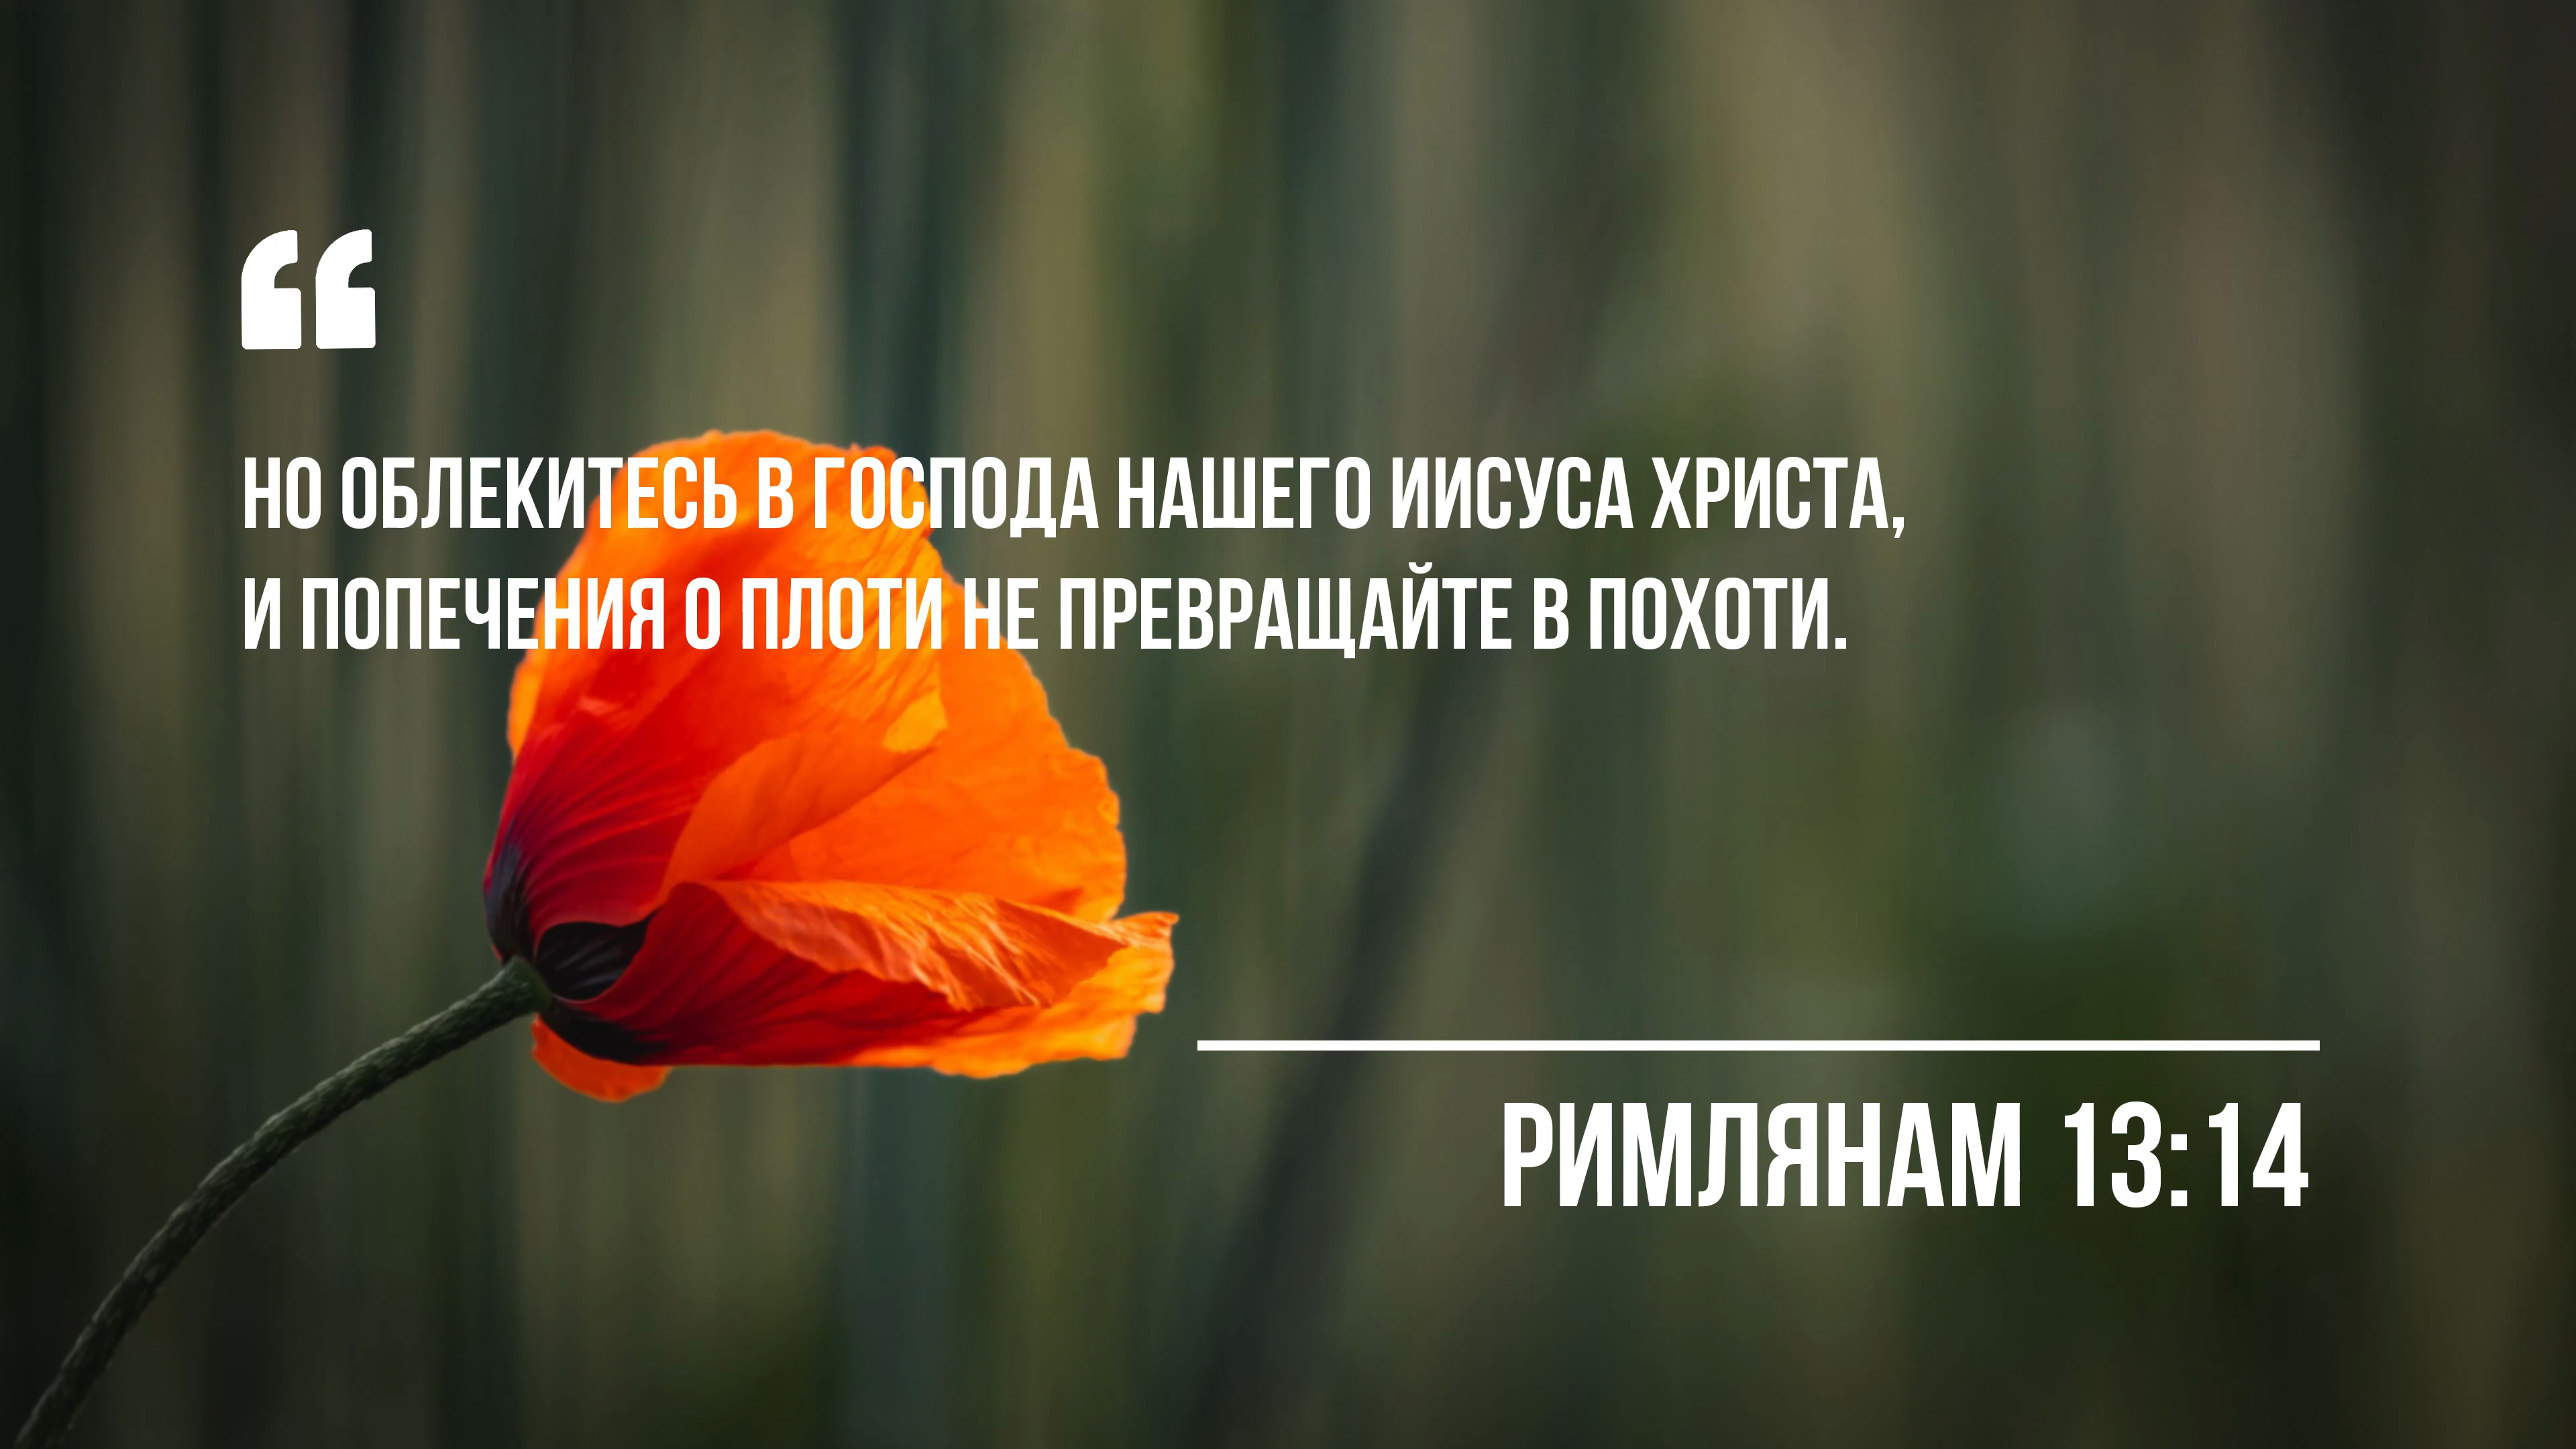 “
НО ОБЛЕКИТЕСЬ В ГОСПОДА НАШЕГО ИИСУСА ХРИСТА,
И ПОПЕЧЕНИЯ О ПЛОТИ НЕ ПРЕВРАЩАЙТЕ В ПОХОТИ.
РИМЛЯНАМ 13:14